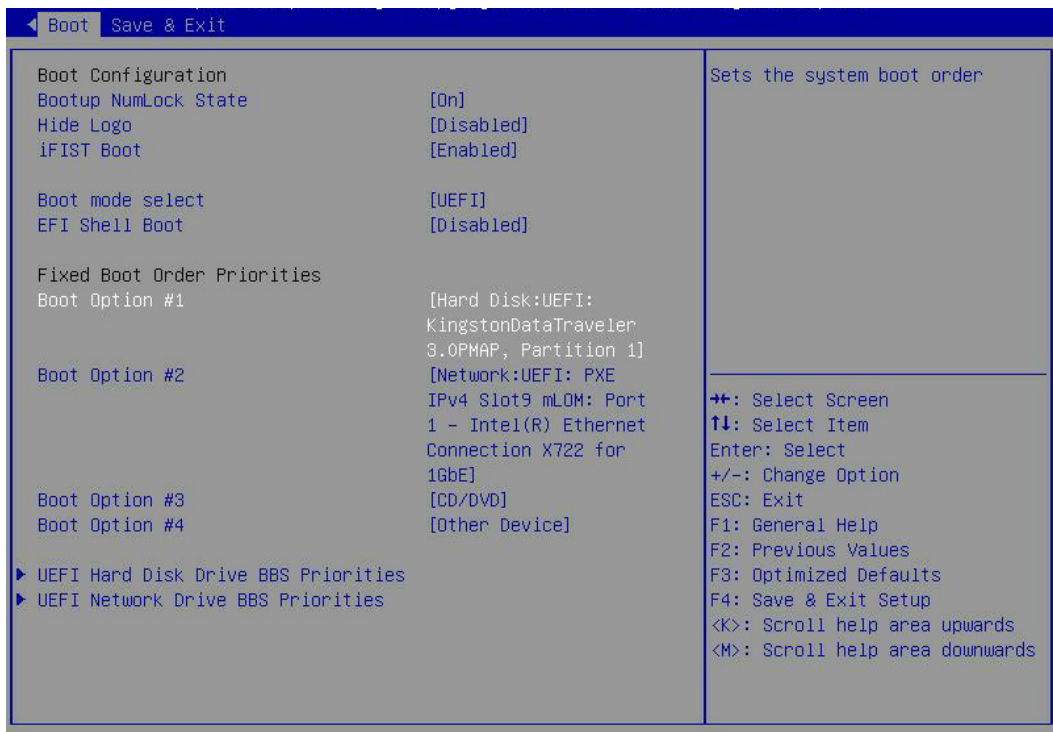 Boot Save & Exit
Boot Configuration
Bootup NumLock State [On]
Hide Logo [Disabled]
iFIST Boot [Enabled]
Boot mode select [UEFI]
EFI Shell Boot [Disabled]
Fixed Boot Order Priorities
Boot Option #1 [Hard Disk:UEFI:
KingstonDataTraveler
3.0PMAP, Partition 1]
Boot Option #2 [Network:UEFI: PXE
IPv4 Slot9 mLOM: Port
1 - Intel(R) Ethernet
Connection X722 for
1GbE]
Boot Option #3 [CD/DVD]
Boot Option #4 [Other Device]
UEFI Hard Disk Drive BBS Priorities
UEFI Network Drive BBS Priorities
Sets the system boot order
→←: Select Screen
↑↓: Select Item
Enter: Select
+/-: Change Option
ESC: Exit
F1: General Help
F2: Previous Values
F3: Optimized Defaults
F4: Save & Exit Setup
<K>: Scroll help area upwards
<M>: Scroll help area downwards